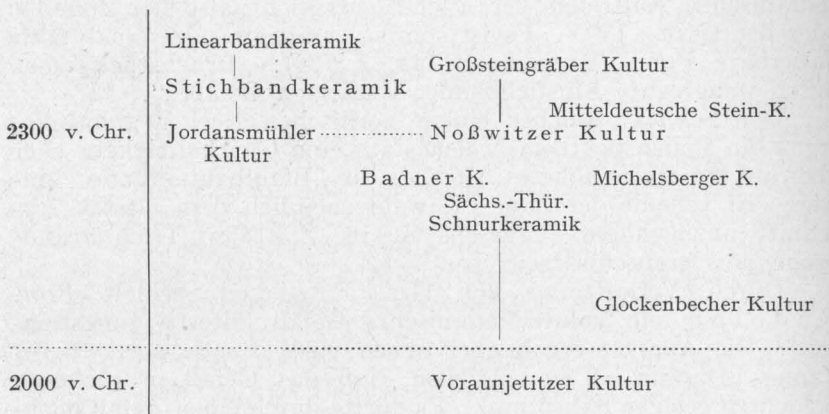 Linearbandkeramik
Großsteingräber Kultur
Stichbandkeramik
Mitteldeutsche Stein-K.
2300 v. Chr.
Jordansmühler
Noßwitzer Kultur
Kultur
Badner K.
Michelsberger K.
Sächs.-Thür.
Schnurkeramik
Glockenbecher Kultur
2000 v. Chr.
Voraunjetitzer Kultur